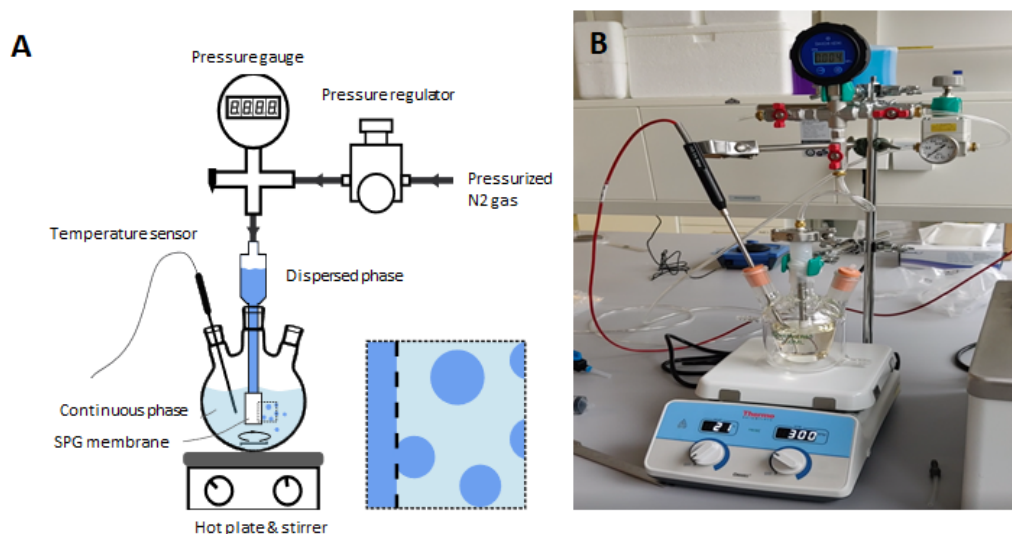 A
Pressure gauge
Pressure regulator
Pressurized
N2 gas
Temperature sensor
Dispersed phase
Continuous phase
SPG membrane
Hot plate & stirrer
B
Thermo
21
300